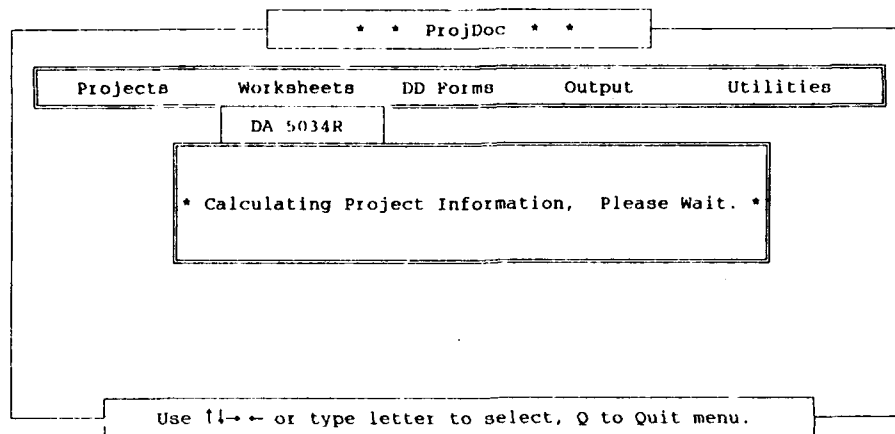 * * ProjDoc * *
Projects Worksheets DD Forms Output Utilities
DA 5034R
* Calculating Project Information, Please Wait. *
Use ↑↓→ ← or type letter to select, Q to Quit menu.